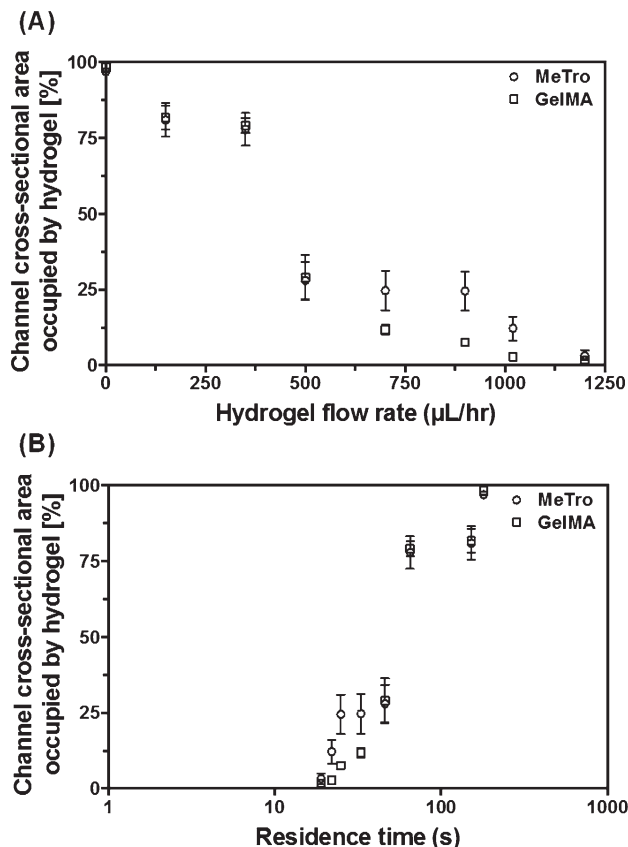 (A)
Channel cross-sectional area
occupied by hydrogel [%]
100
75
50
25
0
MeTro
GelMA
0 250 500 750 1000 1250
Hydrogel flow rate (µL/hr)
(B)
Channel cross-sectional area
occupied by hydrogel [%]
100
75
50
25
0
MeTro
GelMA
1 10 100 1000
Residence time (s)